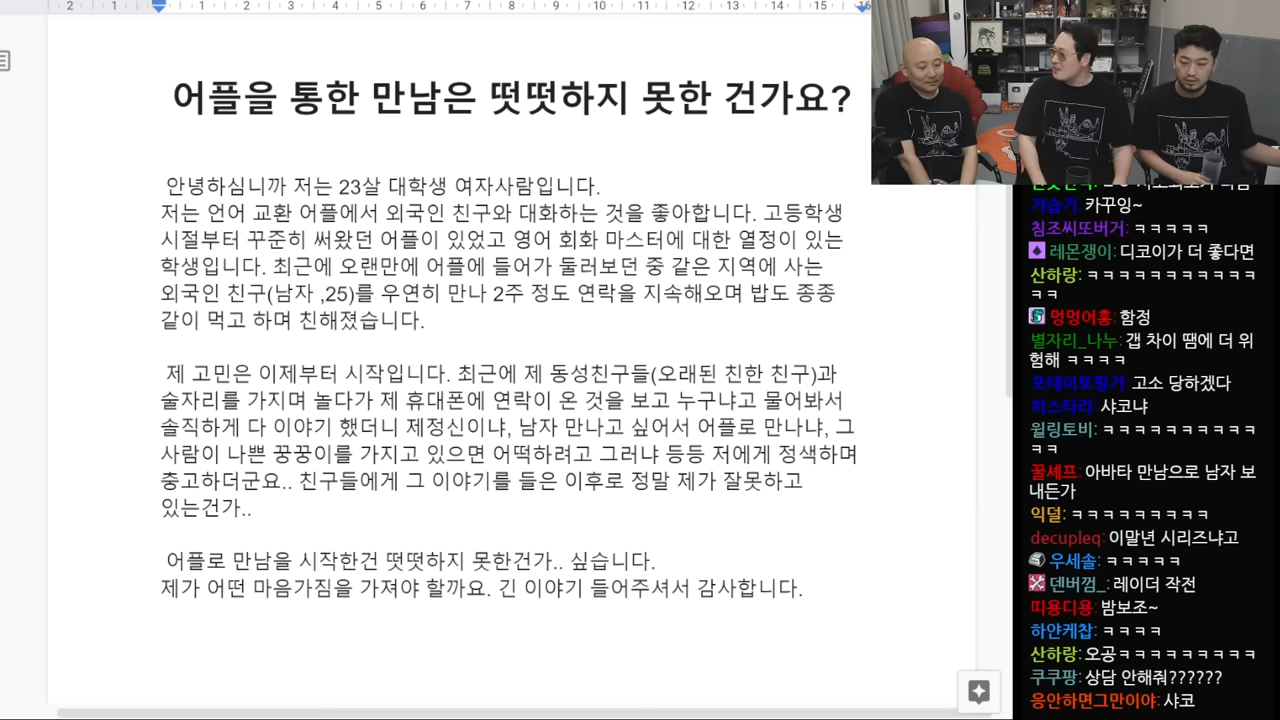 2 1 1 2 3 4 5 6 7 8 9 10 11 12 13 14 15 16
어플을 통한 만남은 떳떳하지 못한 건가요?
안녕하심니까 저는 23살 대학생 여자사람입니다.
저는 언어 교환 어플에서 외국인 친구와 대화하는 것을 좋아합니다. 고등학생
시절부터 꾸준히 써왔던 어플이 있었고 영어 회화 마스터에 대한 열정이 있는
학생입니다. 최근에 오랜만에 어플에 들어가 둘러보던 중 같은 지역에 사는
외국인 친구(남자 ,25)를 우연히 만나 2주 정도 연락을 지속해오며 밥도 종종
같이 먹고 하며 친해졌습니다.
제 고민은 이제부터 시작입니다. 최근에 제 동성친구들(오래된 친한 친구)과
술자리를 가지며 놀다가 제 휴대폰에 연락이 온 것을 보고 누구냐고 물어봐서
솔직하게 다 이야기 했더니 제정신이냐, 남자 만나고 싶어서 어플로 만나냐, 그
사람이 나쁜 꿍꿍이를 가지고 있으면 어떡하려고 그러냐 등등 저에게 정색하며
충고하더군요.. 친구들에게 그 이야기를 들은 이후로 정말 제가 잘못하고
있는건가..
어플로 만남을 시작한건 떳떳하지 못한건가.. 싶습니다.
제가 어떤 마음가짐을 가져야 할까요. 긴 이야기 들어주셔서 감사합니다.
가습기: 카꾸잉~
침조씨또버거: ㅋㅋㅋㅋㅋ
레몬쟁이: 디코이가 더 좋다면
산하랑: ㅋㅋㅋㅋㅋㅋㅋㅋㅋㅋㅋ
ㅋㅋ
멍멍어흥: 함정
별자리_나누: 갭 차이 땜에 더 위
험해 ㅋㅋㅋㅋ
포테이토핑거: 고소 당하겠다
히스타라: 샤코냐
윌링토비: ㅋㅋㅋㅋㅋㅋㅋㅋㅋㅋ
ㅋㅋ
꿀셰프: 아바타 만남으로 남자 보
내든가
익덜: ㅋㅋㅋㅋㅋㅋㅋㅋㅋ
decupleq: 이말년 시리즈냐고
우세솔: ㅋㅋㅋㅋㅋ
덴버껌_: 레이더 작전
띠용디용: 밤보조~
하얀케찹: ㅋㅋㅋㅋ
산하랑: 오공ㅋㅋㅋㅋㅋㅋㅋㅋㅋ
쿠쿠팡: 상담 안해줘??????
응안하면그만이야: 샤코